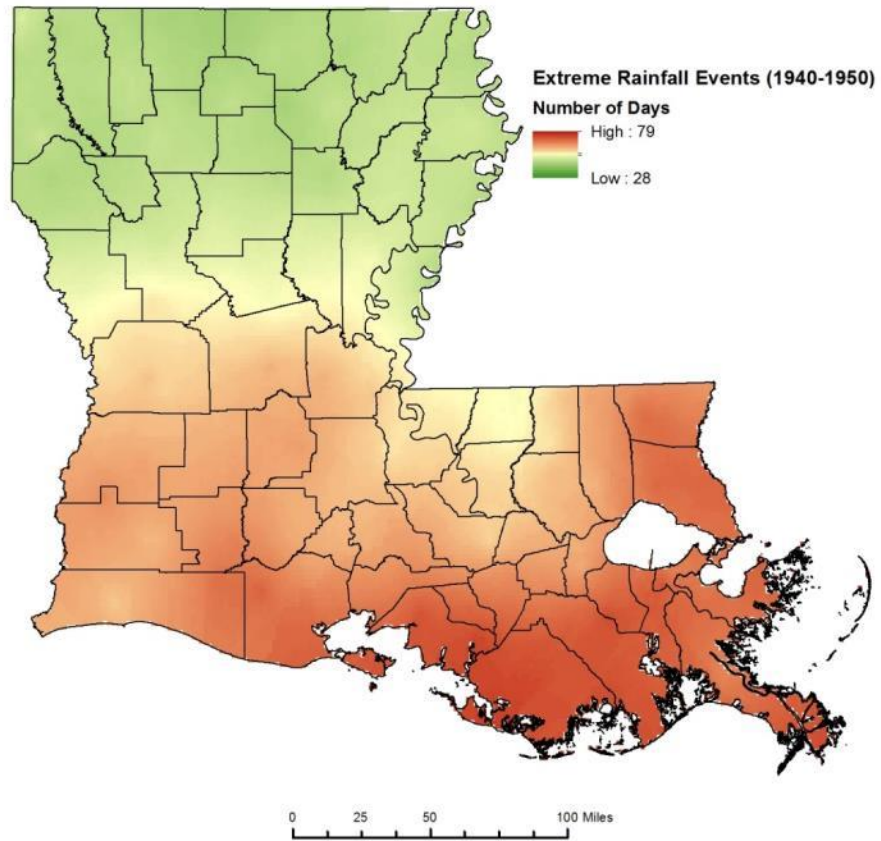 Extreme Rainfall Events (1940-1950)
Number of Days
High : 79
Low : 28
0 25 50 100 Miles